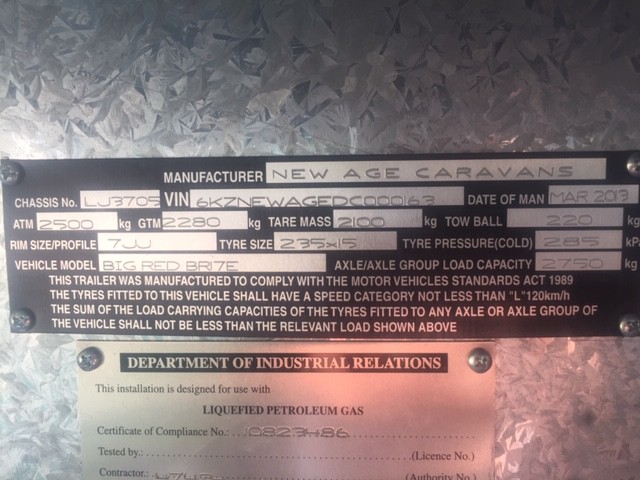 MANUFACTURER NEW AGE CARAVANS
CHASSIS No. LJ3705 VIN 6KZNEWAGEDC000163 DATE OF MAN MAR 2013
ATM 2500 kg GTM 2280 kg TARE MASS 2100 kg TOW BALL 220 kg
RIM SIZE/PROFILE 7JJ TYRE SIZE 235x15 TYRE PRESSURE(COLD) 285 kP
VEHICLE MODEL BIG RED BR17E AXLE/AXLE GROUP LOAD CAPACITY 2750 kg
THIS TRAILER WAS MANUFACTURED TO COMPLY WITH THE MOTOR VEHICLES STANDARDS ACT 1989
THE TYRES FITTED TO THIS VEHICLE SHALL HAVE A SPEED CATEGORY NOT LESS THAN "L"120km/h
THE SUM OF THE LOAD CARRYING CAPACITIES OF THE TYRES FITTED TO ANY AXLE OR AXLE GROUP OF
THE VEHICLE SHALL NOT BE LESS THAN THE RELEVANT LOAD SHOWN ABOVE
DEPARTMENT OF INDUSTRIAL RELATIONS
This installation is designed for use with
LIQUEFIED PETROLEUM GAS
Certificate of Compliance No.: J0823486
Tested by.: (Licence No.)
Contractor.: (Authority No.)